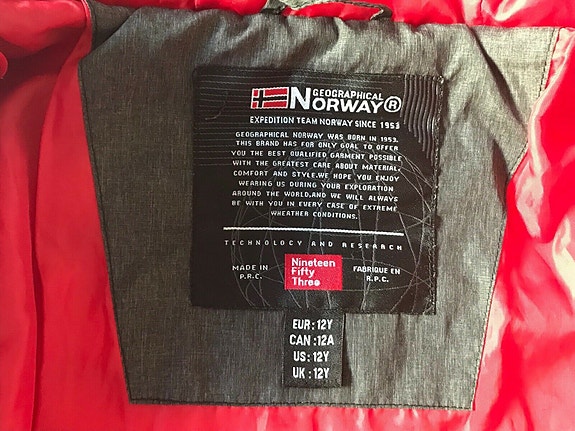 GEOGRAPHICAL
NORWAY®
EXPEDITION TEAM NORWAY SINCE 1953
GEOGRAPHICAL NORWAY WAS BORN IN 1953.
THIS BRAND HAS FOR ONLY GOAL TO OFFER
YOU THE BEST QUALIFIED GARMENT POSSIBLE
WITH THE GREATEST CARE ABOUT MATERIAL,
COMFORT AND STYLE.WE HOPE YOU ENJOY
WEARING US DURING YOUR EXPLORATION
AROUND THE WORLD.AND WE WILL ALWAYS
BE WITH YOU IN EVERY CASE OF EXTREME
WHEATHER CONDITIONS.
TECHNOLOGY AND RESEARCH
MADE IN
P.R.C.
Nineteen
Fifty
Three
FABRIQUE EN
R.P.C.
EUR : 12Y
CAN : 12A
US : 12Y
UK : 12Y